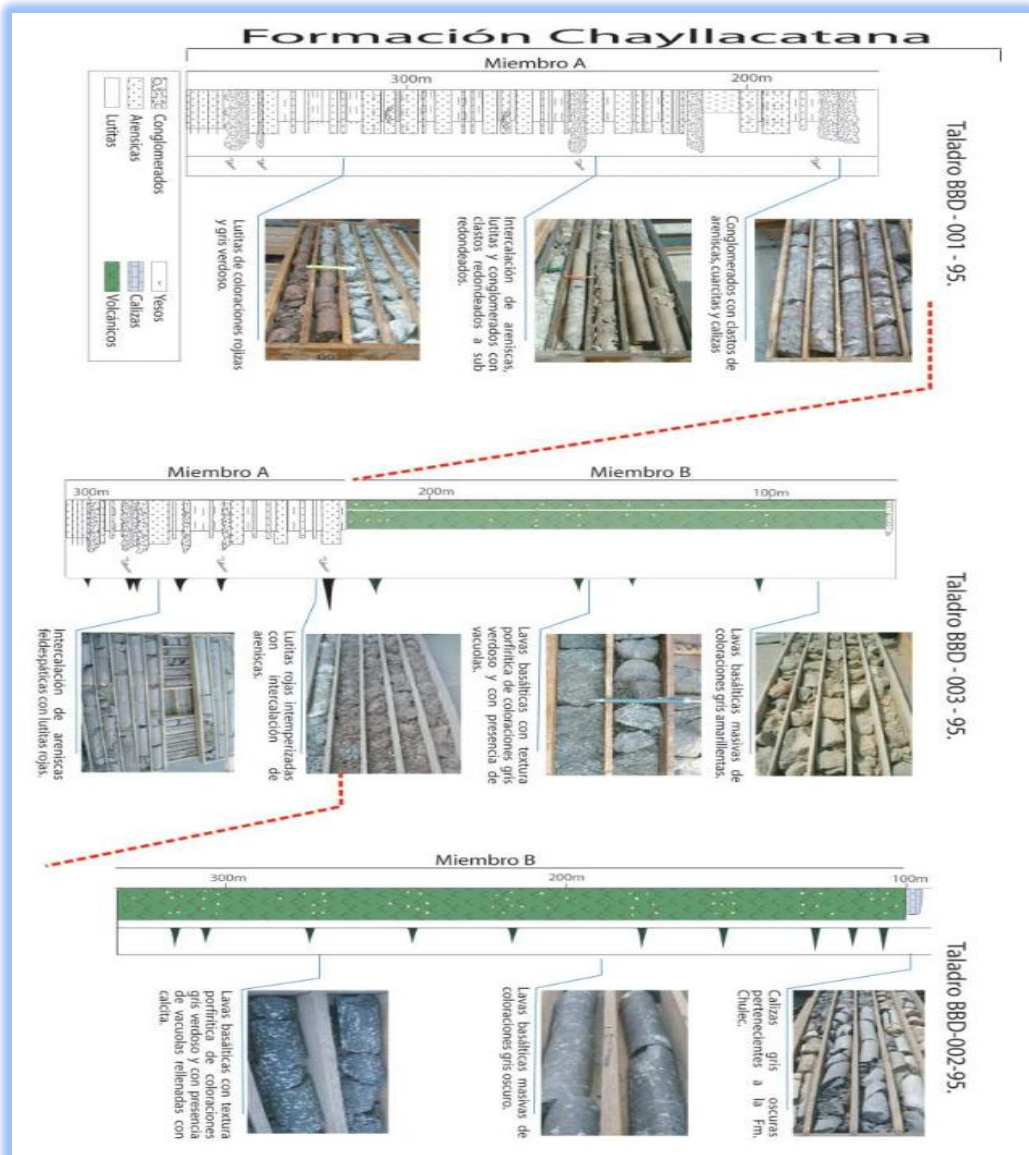 Formación Chayllacatana
Miembro A
300m
200m
Taladro BBD - 001 - 95.
Conglomerados con clastos de
areniscas, cuarcitas y calizas
Intercalación de areniscas,
lutitas y conglomerados con
clastos redondeados a sub
redondeados.
Lutitas de coloraciones rojizas
y gris verdoso.
Conglomerados
Arensicas
Lutitas
Yesos
Calizas
Volcánicos
Miembro A
Miembro B
300m
200m
100m
Taladro BBD - 003 - 95.
Lavas basálticas masivas de
coloraciones gris amarillentas.
Lavas basálticas con textura
porfirítica de coloraciones gris
verdoso y con presencia de
vacuolas.
Lutitas rojas intemperizadas
con intercalación de
areniscas.
Intercalación de areniscas
feldespáticas con lutitas rojas.
Miembro B
300m
200m
100m
Taladro BBD-002-95.
Calizas gris oscuras
pertenecientes a la Fm.
Chulec.
Lavas basálticas masivas de
coloraciones gris oscuro.
Lavas basálticas con textura
porfirítica de coloraciones
gris verdoso y con presencia
de vacuolas rellenadas con
calcita.